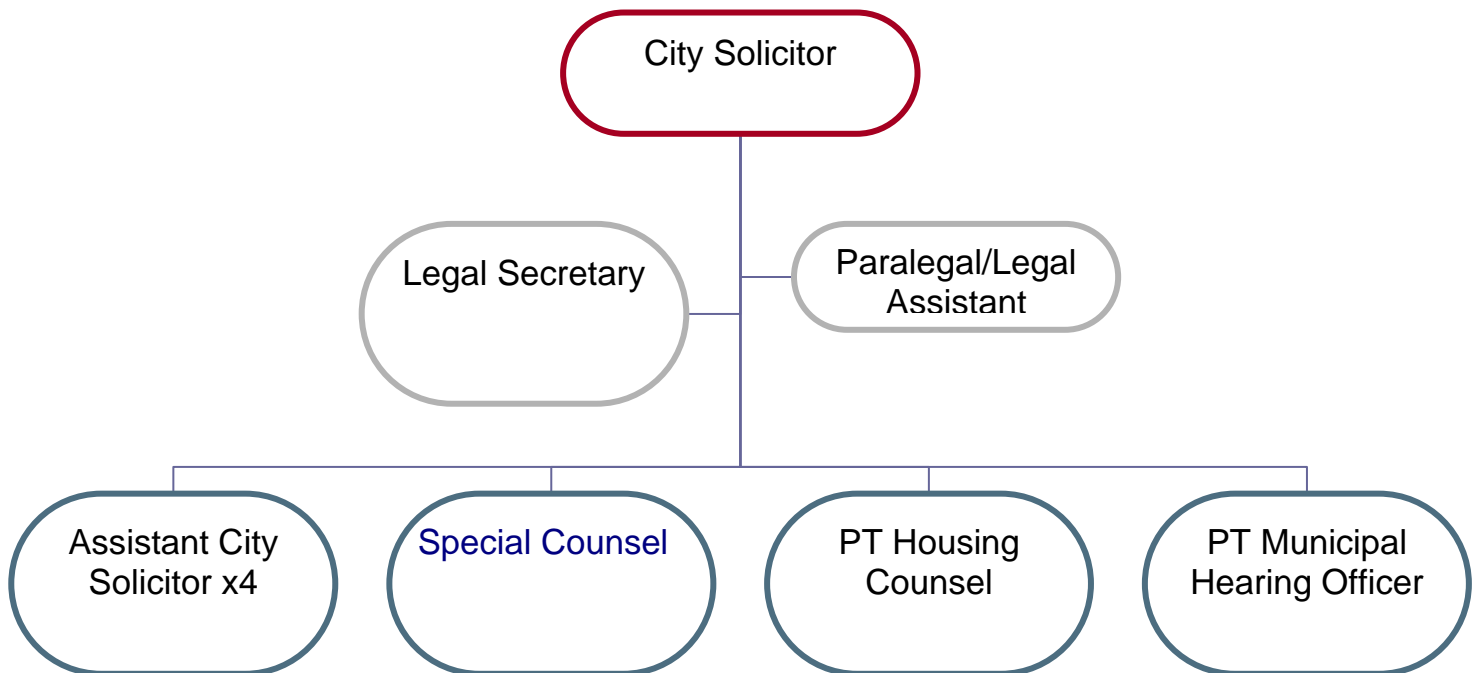 City Solicitor
Legal Secretary
Paralegal/Legal
Assistant
Assistant City
Solicitor x4
Special Counsel
PT Housing
Counsel
PT Municipal
Hearing Officer